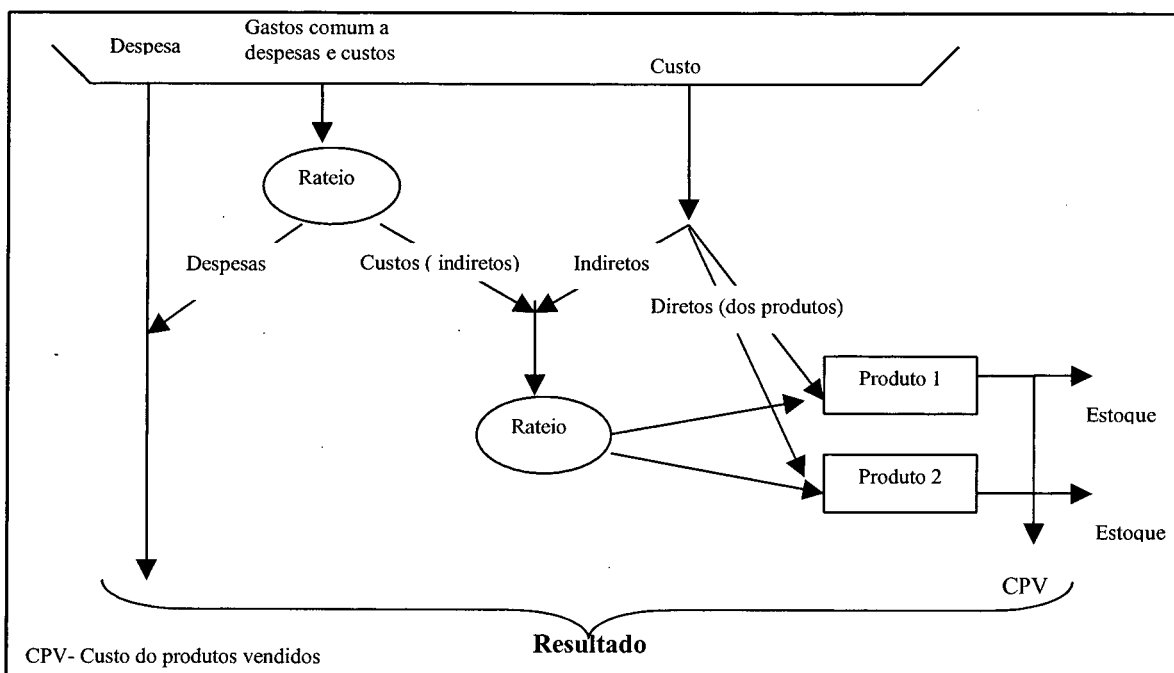 Despesa
Gastos comum a
despesas e custos
Custo
Rateio
Despesas
Custos ( indiretos)
Indiretos
Diretos (dos produtos)
Produto 1
Estoque
Rateio
Produto 2
Estoque
CPV
Resultado
CPV- Custo do produtos vendidos